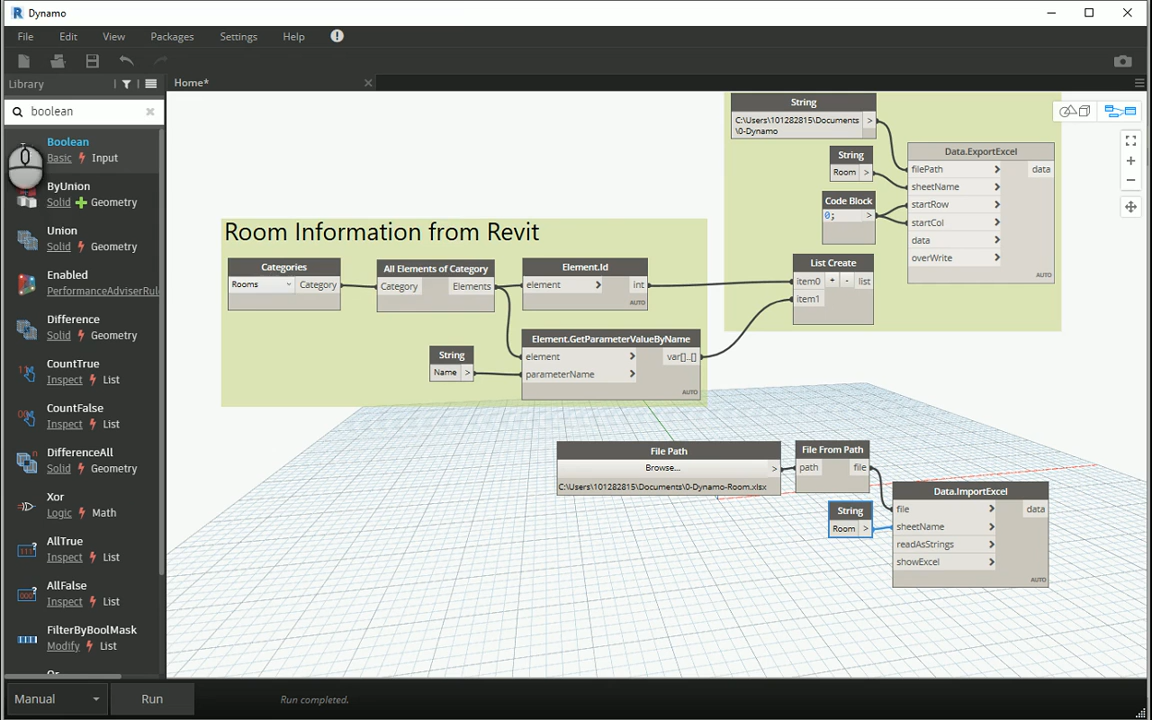 Dynamo
File Edit View Packages Settings Help
Library
Home*
boolean
Boolean
Basic Input
ByUnion
Solid Geometry
Union
Solid Geometry
Enabled
PerformanceAdviserRule
Difference
Solid Geometry
CountTrue
Inspect List
CountFalse
Inspect List
DifferenceAll
Solid Geometry
Xor
Logic Math
AllTrue
Inspect List
AllFalse
Inspect List
FilterByBoolMask
Modify List
String
C:\Users\101282815\Documents >
\0-Dynamo
String
Room >
Code Block
0; >
Data.ExportExcel
filePath > data
sheetName >
startRow >
startCol >
data >
overWrite >
AUTO
List Create
item0 + - list
item1
Room Information from Revit
Categories
Rooms Category
All Elements of Category
Category Elements
Element.Id
element > int
AUTO
Element.GetParameterValueByName
element > var[]..[]
parameterName >
AUTO
String
Name >
File Path
Browse... >
C:\Users\101282815\Documents\0-Dynamo-Room.xlsx
File From Path
path file
String
Room >
Data.ImportExcel
file > data
sheetName >
readAsStrings >
showExcel >
AUTO
Manual Run Run completed.